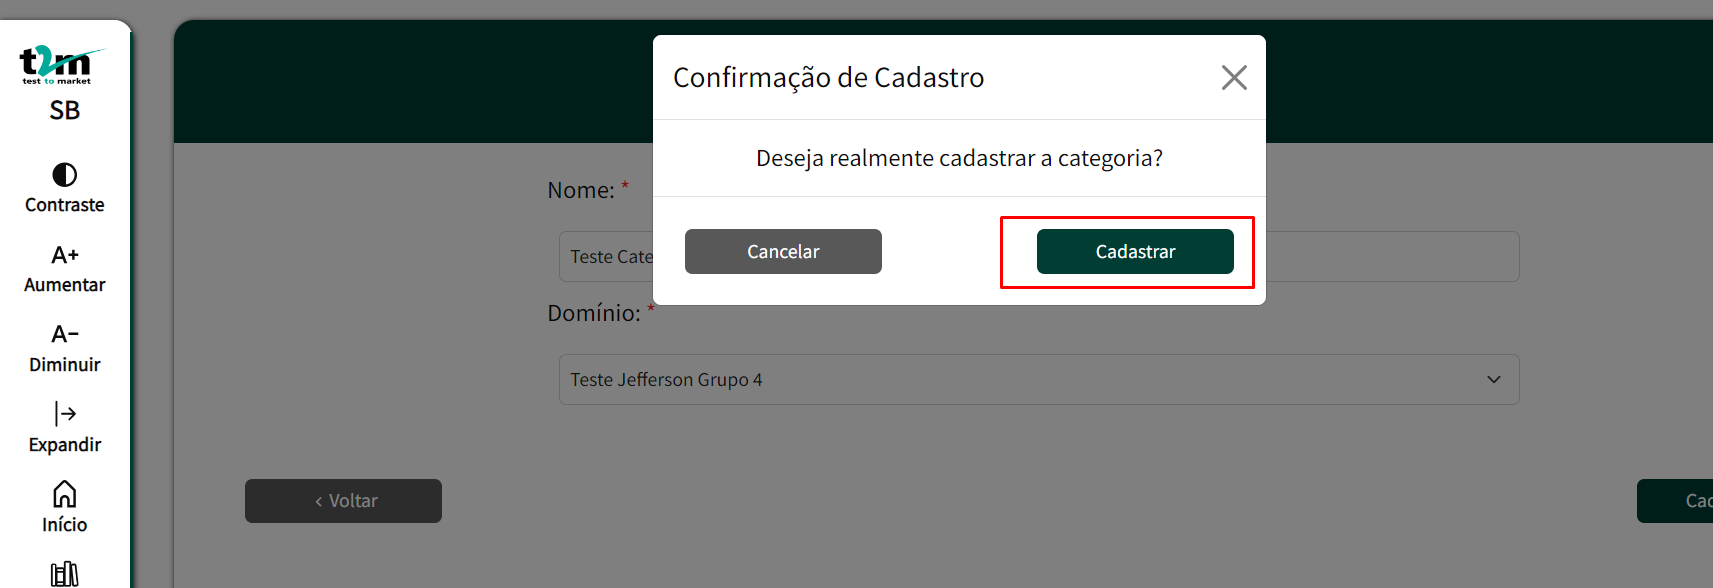 t2m
test to market
SB
Contraste
A+
Aumentar
A-
Diminuir
Expandir
Início
Confirmação de Cadastro
Deseja realmente cadastrar a categoria?
Cancelar
Cadastrar
Nome: *
Teste Cate
Domínio: *
Teste Jefferson Grupo 4
‹ Voltar
Cad